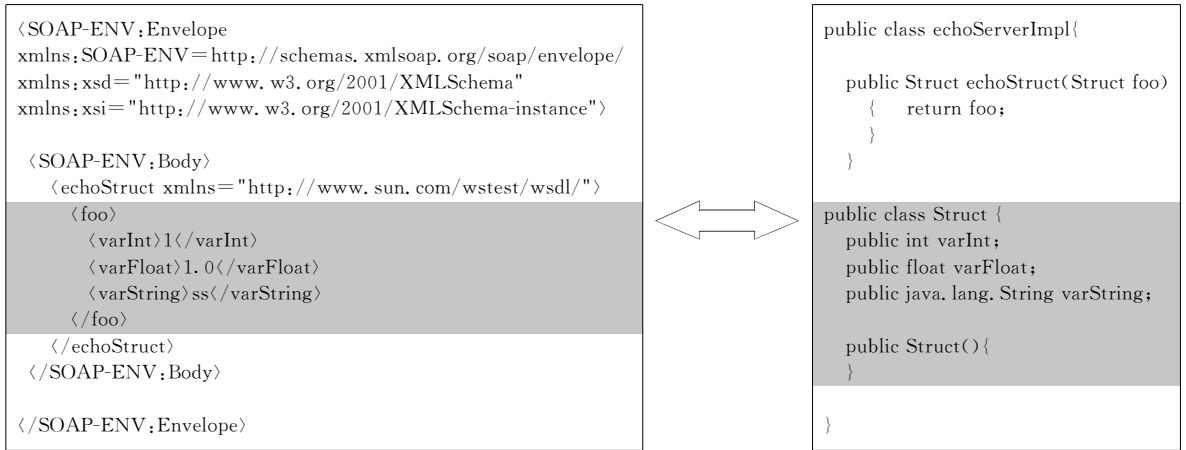 〈SOAP-ENV:Envelope
xmlns:SOAP-ENV=http://schemas.xmlsoap.org/soap/envelope/
xmlns:xsd="http://www.w3.org/2001/XMLSchema"
xmlns:xsi="http://www.w3.org/2001/XMLSchema-instance"〉
〈SOAP-ENV:Body〉
〈echoStruct xmlns="http://www.sun.com/wstest/wsdl/"〉
〈foo〉
〈varInt〉1〈/varInt〉
〈varFloat〉1.0〈/varFloat〉
〈varString〉ss〈/varString〉
〈/foo〉
〈/echoStruct〉
〈/SOAP-ENV:Body〉
〈/SOAP-ENV:Envelope〉
public class echoServerImpl{
public Struct echoStruct(Struct foo)
{ return foo;
}
}
public class Struct {
public int varInt;
public float varFloat;
public java.lang.String varString;
public Struct(){
}
}